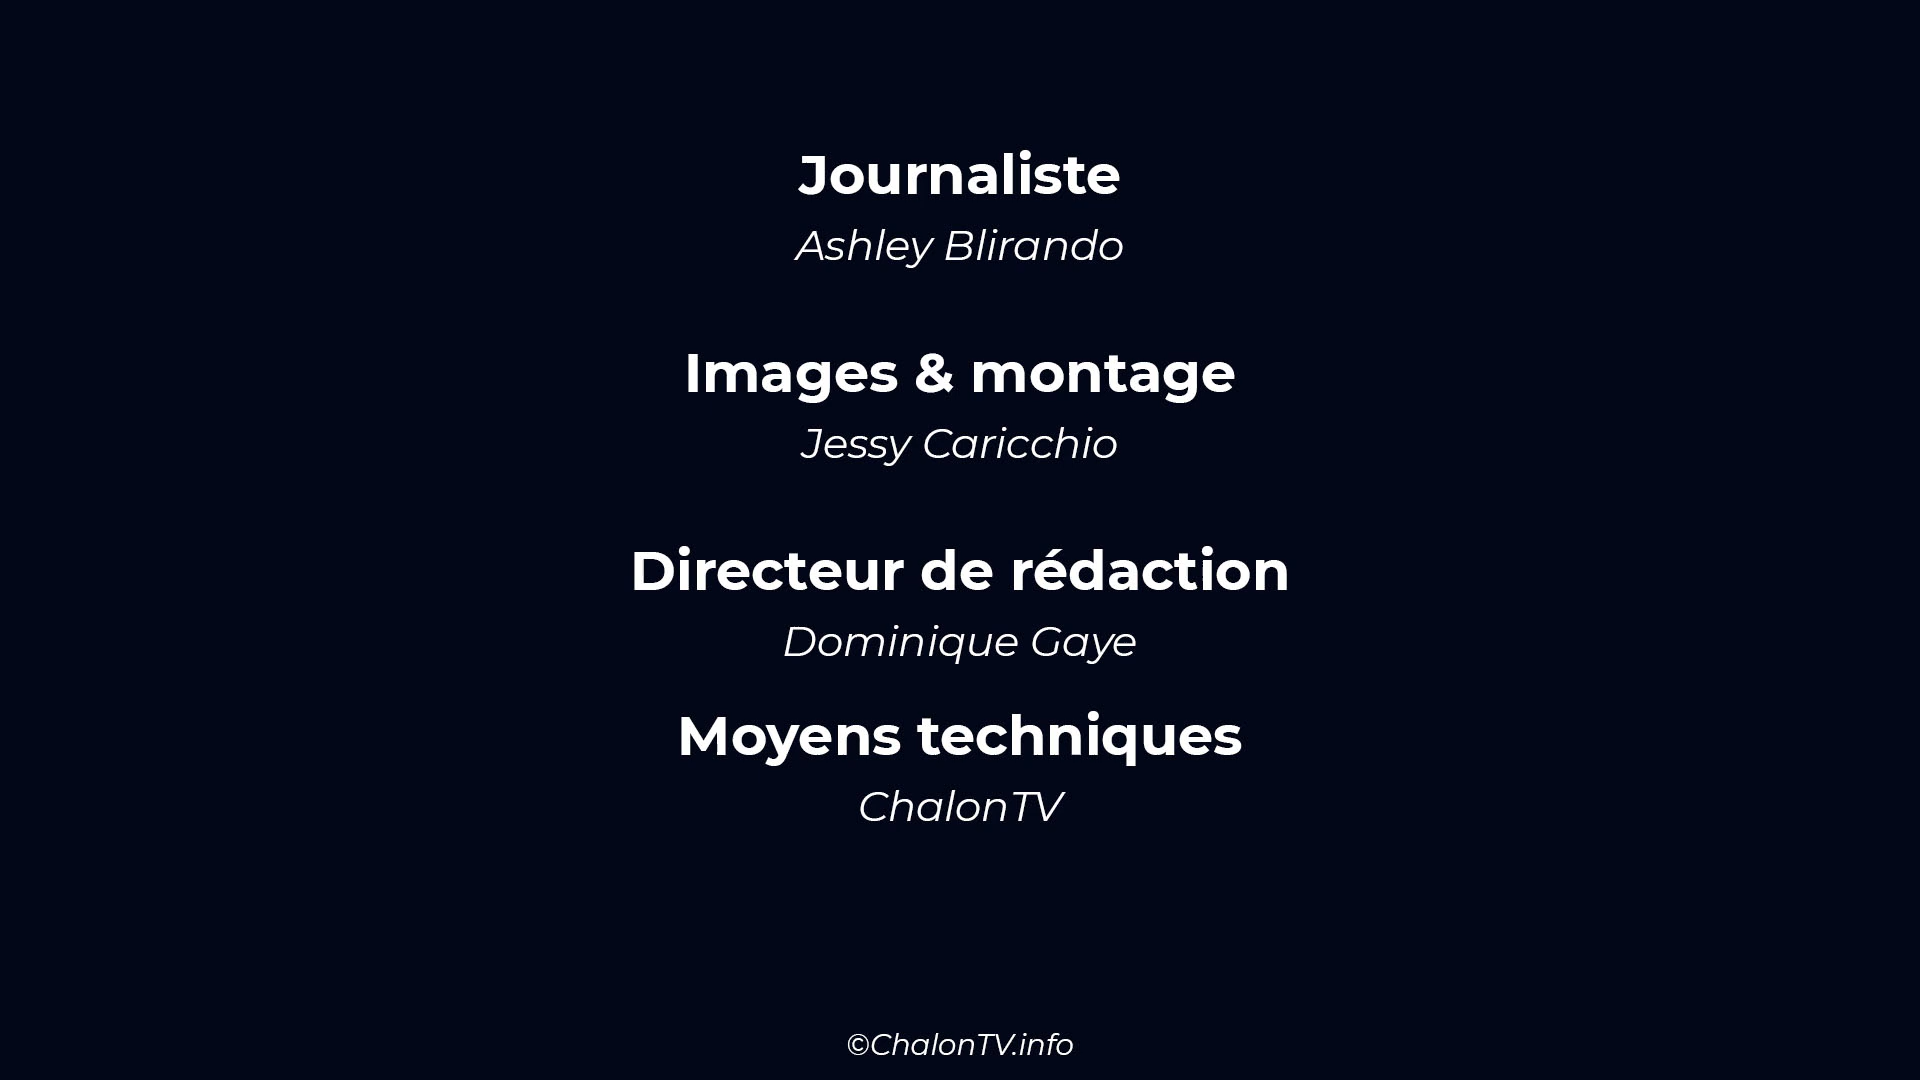 Journaliste
Ashley Blirando
Images & montage
Jessy Caricchio
Directeur de rédaction
Dominique Gaye
Moyens techniques
ChalonTV
©ChalonTV.info